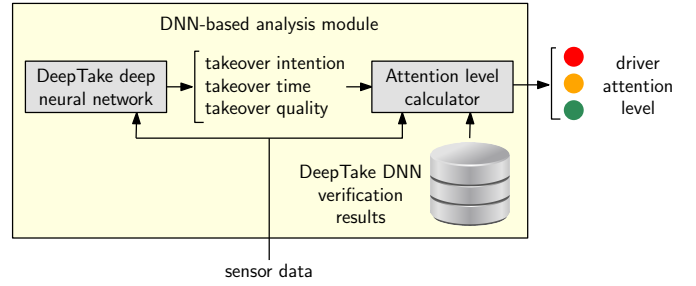 DNN-based analysis module
DeepTake deep
neural network
takeover intention
takeover time
takeover quality
Attention level
calculator
driver
attention
level
DeepTake DNN
verification
results
sensor data